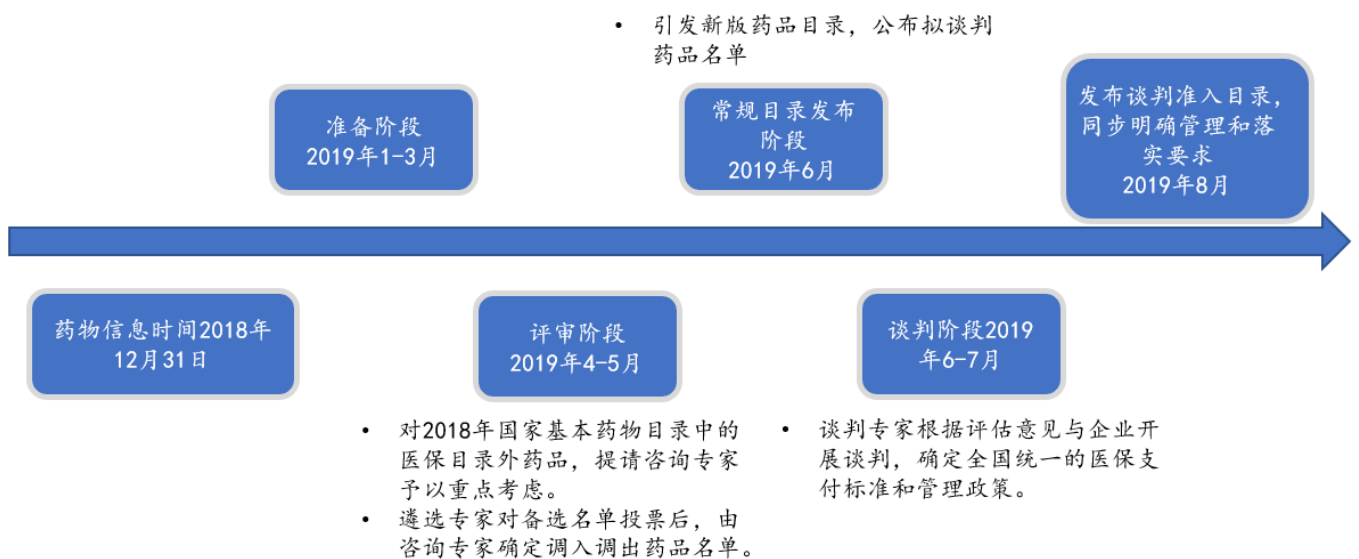 • 引发新版药品目录，公布拟谈判
药品名单
准备阶段
2019年1-3月
常规目录发布
阶段
2019年6月
发布谈判准入目录，
同步明确管理和落
实要求
2019年8月
药物信息时间2018年
12月31日
评审阶段
2019年4-5月
谈判阶段2019
年6-7月
• 对2018年国家基本药物目录中的
医保目录外药品，提请咨询专家
予以重点考虑。
• 遴选专家对备选名单投票后，由
咨询专家确定调入调出药品名单。
• 谈判专家根据评估意见与企业开
展谈判，确定全国统一的医保支
付标准和管理政策。